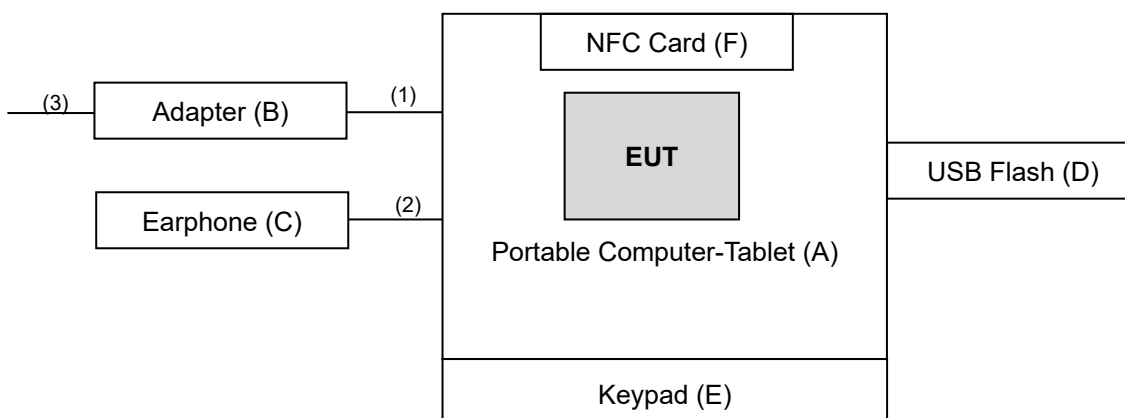 NFC Card (F)
(3)
Adapter (B)
(1)
EUT
USB Flash (D)
Earphone (C)
(2)
Portable Computer-Tablet (A)
Keypad (E)